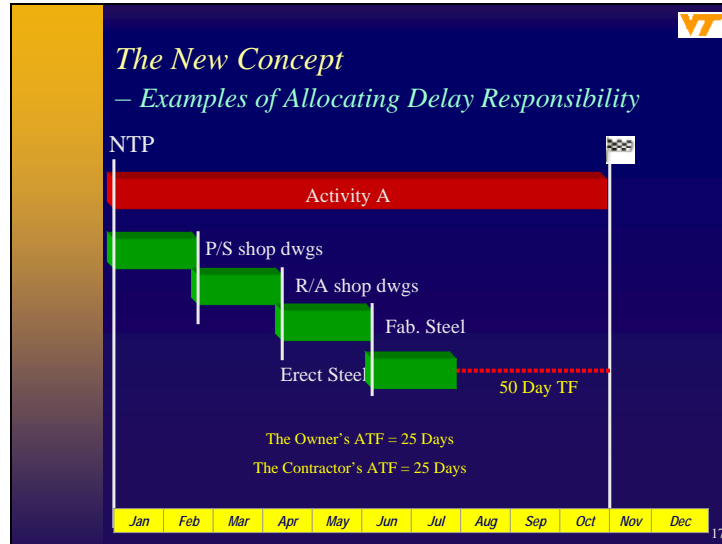 VT
The New Concept
– Examples of Allocating Delay Responsibility
NTP
Activity A
P/S shop dwgs
R/A shop dwgs
Fab. Steel
Erect Steel
50 Day TF
The Owner's ATF = 25 Days
The Contractor's ATF = 25 Days
Jan Feb Mar Apr May Jun Jul Aug Sep Oct Nov Dec
17